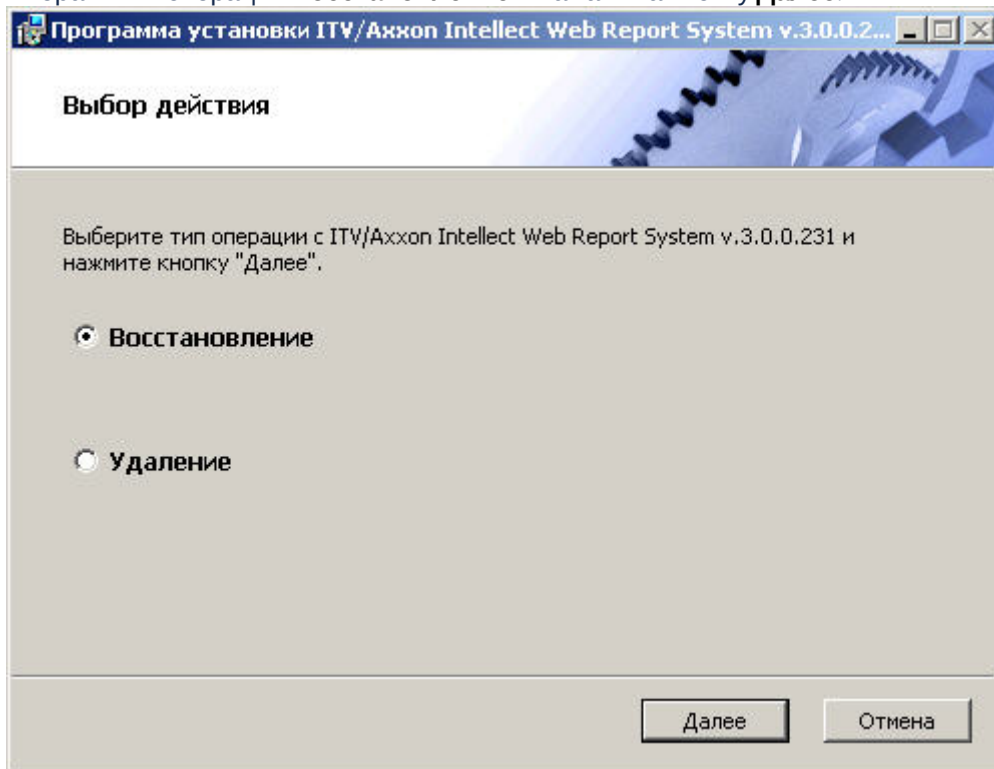 Программа установки ITV/Axxon Intellect Web Report System v.3.0.0.2...
Выбор действия
Выберите тип операции с ITV/Axxon Intellect Web Report System v.3.0.0.231 и
нажмите кнопку "Далее".
Восстановление
Удаление
Далее
Отмена